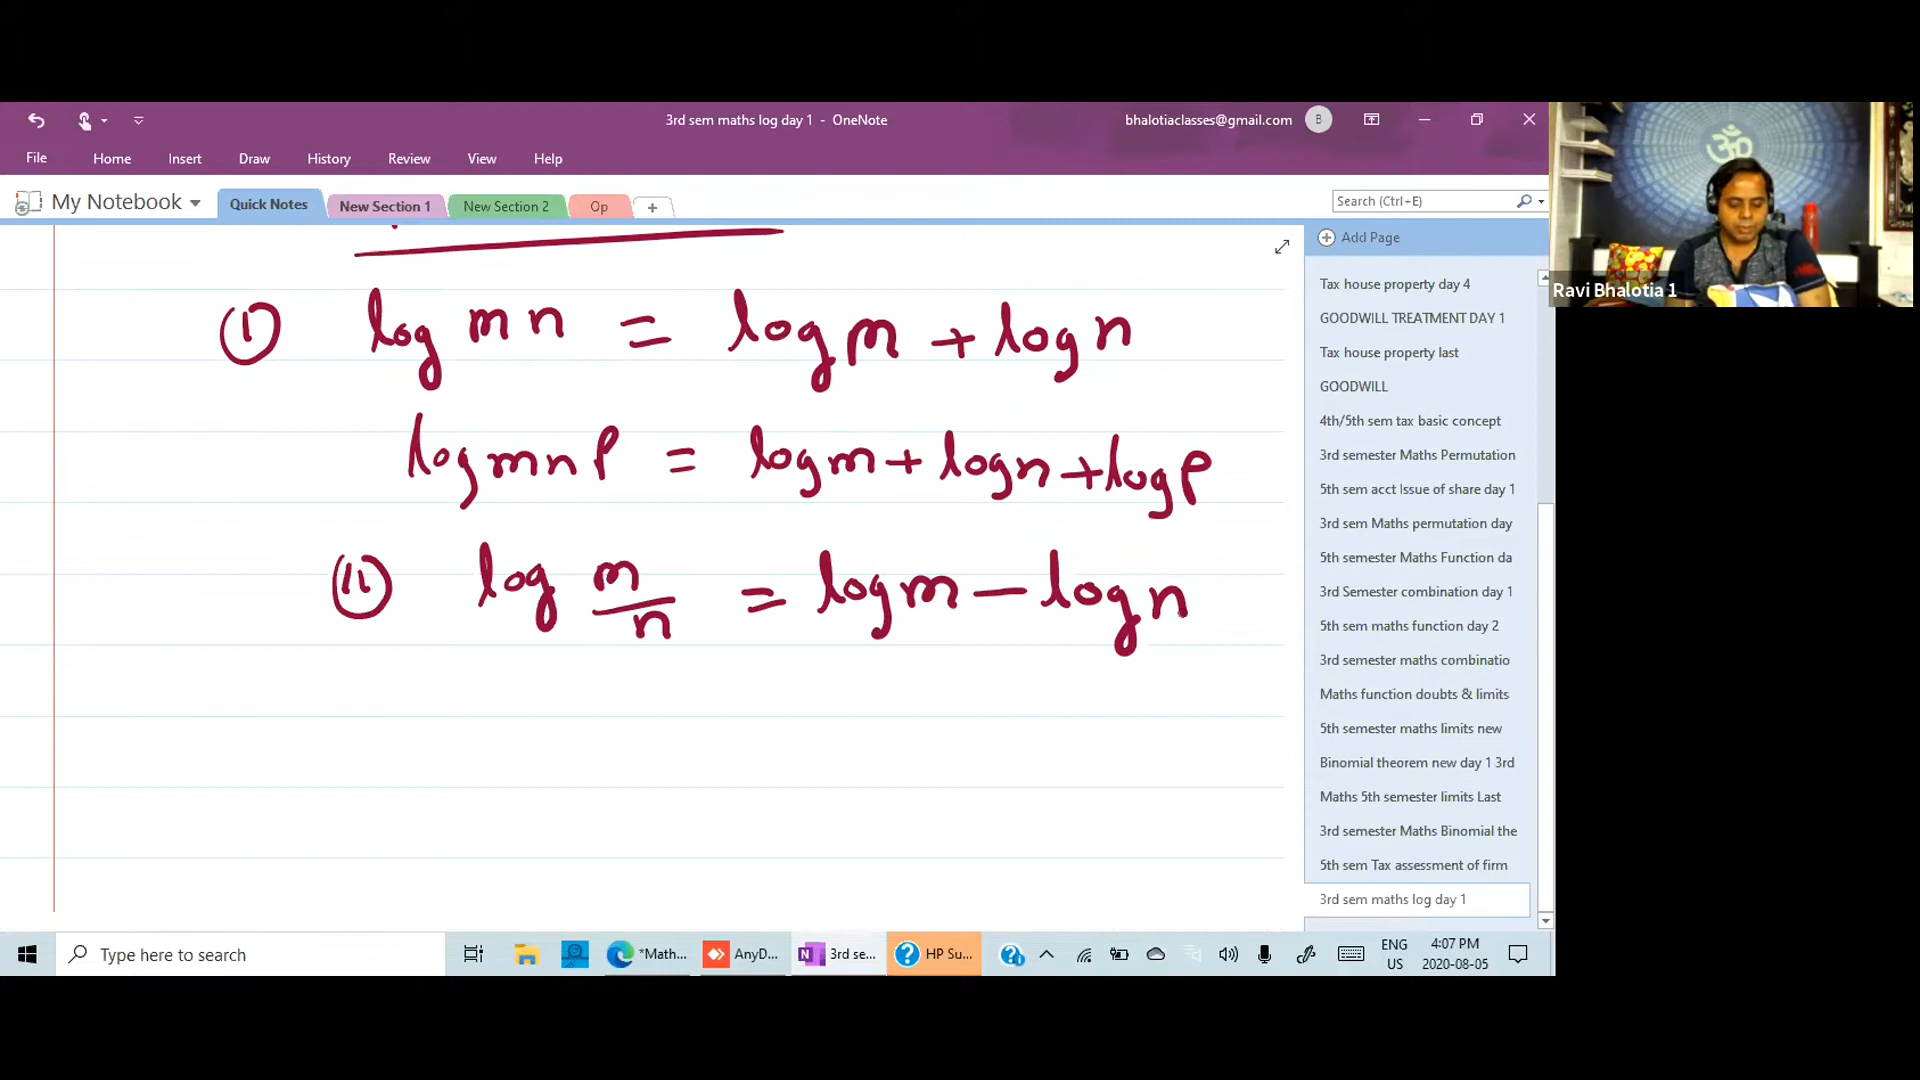 3rd sem maths log day 1 - OneNote
bhalotiaclasses@gmail.com B
File Home Insert Draw History Review View Help
My Notebook Quick Notes New Section 1 New Section 2 Op
Search (Ctrl+E)
Add Page
Tax house property day 4
GOODWILL TREATMENT DAY 1
Tax house property last
GOODWILL
4th/5th sem tax basic concept
3rd semester Maths Permutation
5th sem acct Issue of share day 1
3rd sem Maths permutation day
5th semester Maths Function da
3rd Semester combination day 1
5th sem maths function day 2
3rd semester maths combinatio
Maths function doubts & limits
5th semester maths limits new
Binomial theorem new day 1 3rd
Maths 5th semester limits Last
3rd semester Maths Binomial the
5th sem Tax assessment of firm
3rd sem maths log day 1
Ravi Bhalotia 1
(I) log mn = log m + log n
log mnp = log m + log n + log p
(II) log m/n = log m - log n
Type here to search
*Math...
AnyD...
3rd se...
HP Su...
ENG
US
4:07 PM
2020-08-05